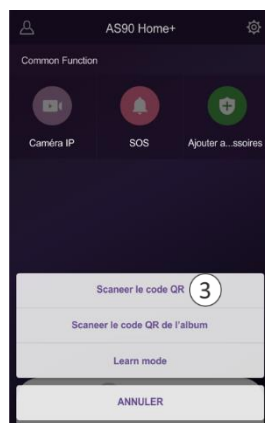 AS90 Home+
Common Function
Caméra IP
SOS
Ajouter a...ssoires
Scaneer le code QR
3
Scaneer le code QR de l'album
Learn mode
ANNULER